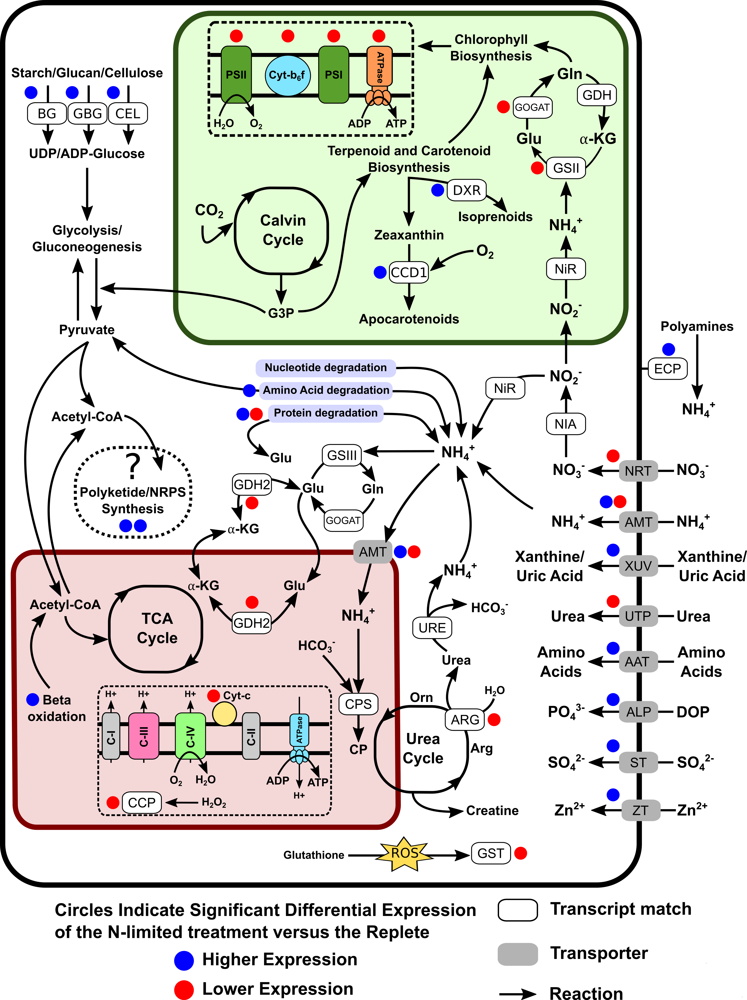 PSII
Cyt-b6f
PSI
ATPase
H2O
O2
ADP
ATP
Chlorophyll
Biosynthesis
Gln
GDH
GOGAT
Glu
α-KG
GSII
Starch/Glucan/Cellulose
BG
GBG
CEL
UDP/ADP-Glucose
Terpenoid and Carotenoid
Biosynthesis
DXR
Isoprenoids
CO2
Calvin
Cycle
Zeaxanthin
O2
CCD1
Apocarotenoids
G3P
NH4+
NiR
NO2-
Glycolysis/
Gluconeogenesis
Pyruvate
Polyamines
ECP
NH4+
Nucleotide degradation
Amino Acid degradation
Protein degradation
NiR
NO2-
NIA
Acetyl-CoA
Glu
GSIII
NH4+
NO3-
NRT
NO3-
?
Polyketide/NRPS
Synthesis
GDH2
Glu
Gln
GOGAT
α-KG
NH4+
AMT
NH4+
AMT
Xanthine/
Uric Acid
XUV
Xanthine/
Uric Acid
NH4+
α-KG
Glu
Acetyl-CoA
TCA
Cycle
GDH2
NH4+
HCO3-
URE
Urea
UTP
Urea
HCO3-
Urea
Amino
Acids
AAT
Amino
Acids
Beta
oxidation
H+
H+
H+
Cyt-c
CPS
Orn
H2O
ARG
PO43-
ALP
DOP
C-I
C-III
C-IV
C-II
ATPase
CP
Urea
Cycle
Arg
SO42-
ST
SO42-
O2
H2O
ADP
ATP
H+
CCP
H2O2
Creatine
Zn2+
ZT
Zn2+
Glutathione
ROS
GST
Circles Indicate Significant Differential Expression
of the N-limited treatment versus the Replete
Higher Expression
Lower Expression
Transcript match
Transporter
Reaction